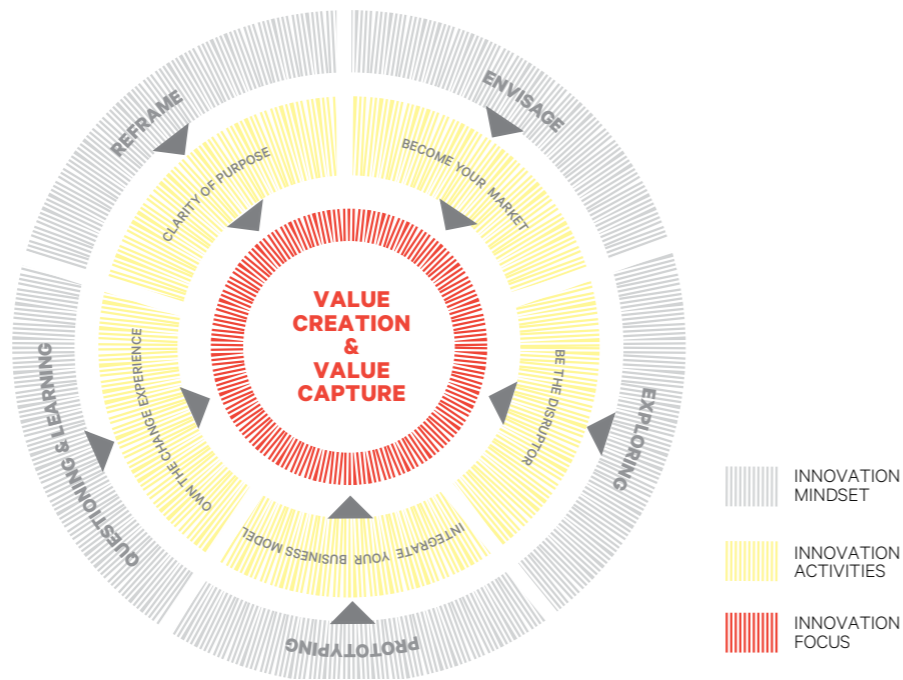 REFRAME
ENVISAGE
CLARITY OF PURPOSE
BECOME YOUR MARKET
VALUE
CREATION
&
VALUE
CAPTURE
QUESTIONING & LEARNING
OWN THE CHANGE EXPERIENCE
BE THE DISRUPTOR
EXPLORING
INTEGRATE YOUR BUSINESS MODEL
PROTOTYPING
INNOVATION
MINDSET
INNOVATION
ACTIVITIES
INNOVATION
FOCUS